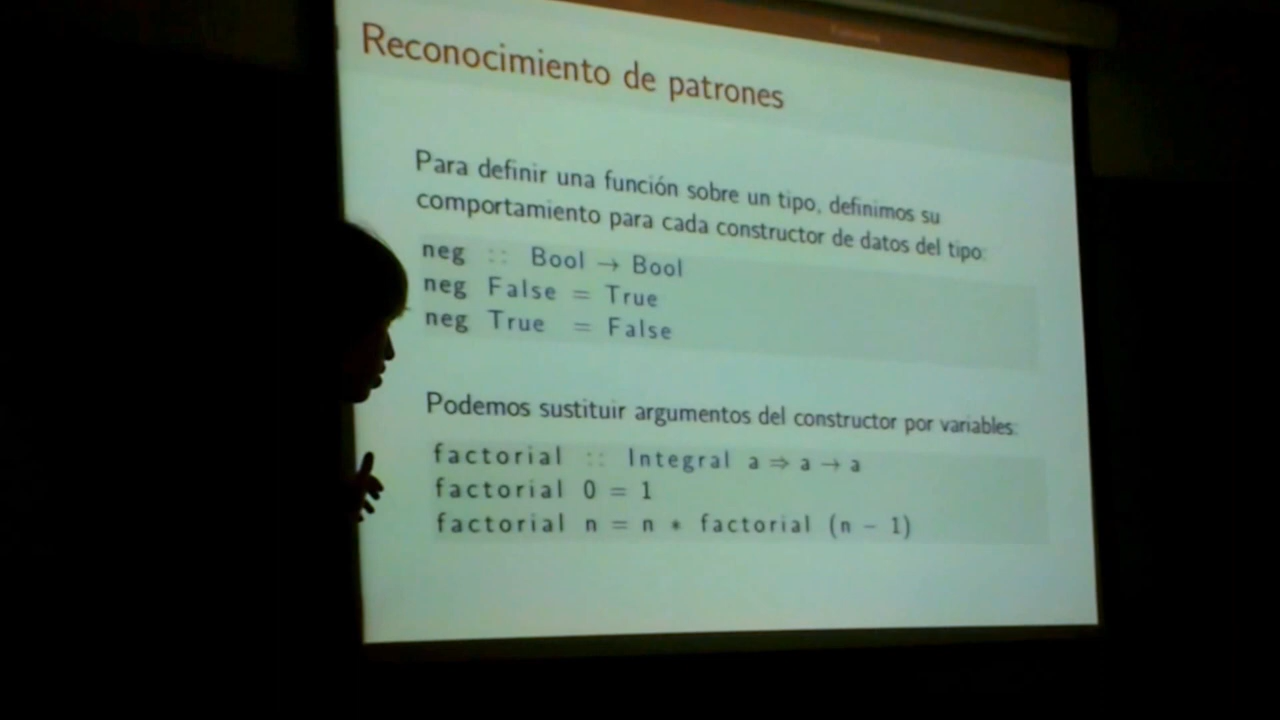 Reconocimiento de patrones
Para definir una función sobre un tipo, definimos su
comportamiento para cada constructor de datos del tipo:
neg :: Bool → Bool
neg False = True
neg True = False
Podemos sustituir argumentos del constructor por variables:
factorial :: Integral a ⇒ a → a
factorial 0 = 1
factorial n = n * factorial (n − 1)